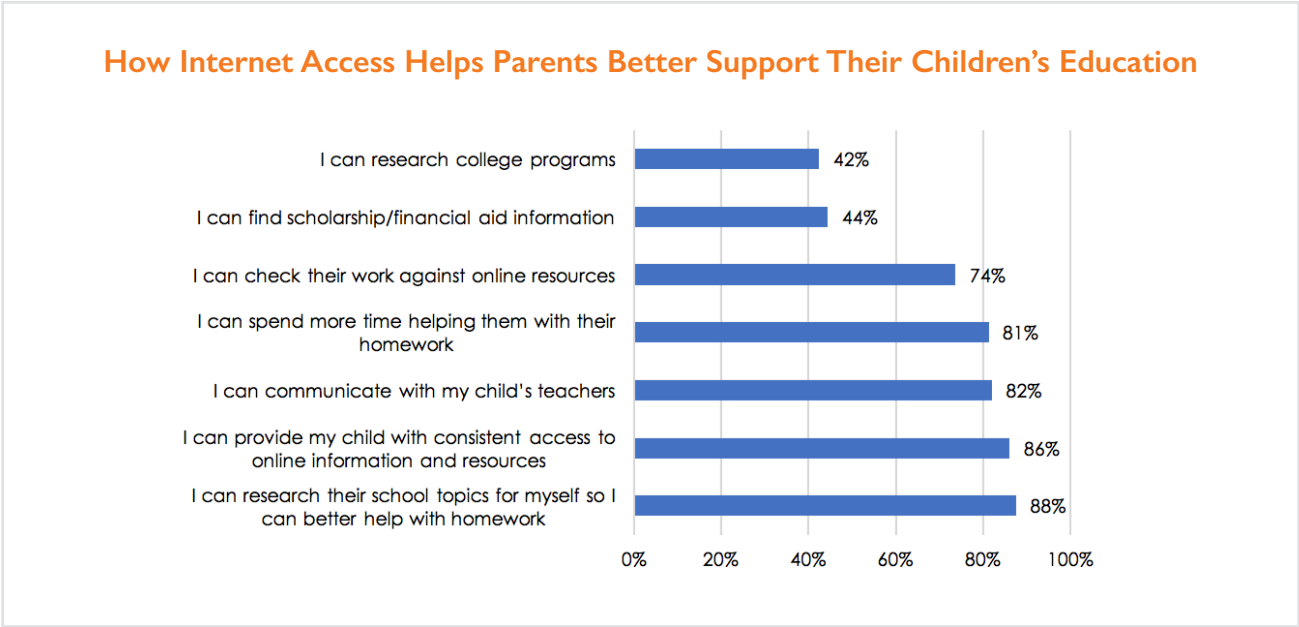 How Internet Access Helps Parents Better Support Their Children’s Education
I can research college programs
42%
I can find scholarship/financial aid information
44%
I can check their work against online resources
74%
I can spend more time helping them with their
homework
81%
I can communicate with my child’s teachers
82%
I can provide my child with consistent access to
online information and resources
86%
I can research their school topics for myself so I
can better help with homework
88%
0% 20% 40% 60% 80% 100%